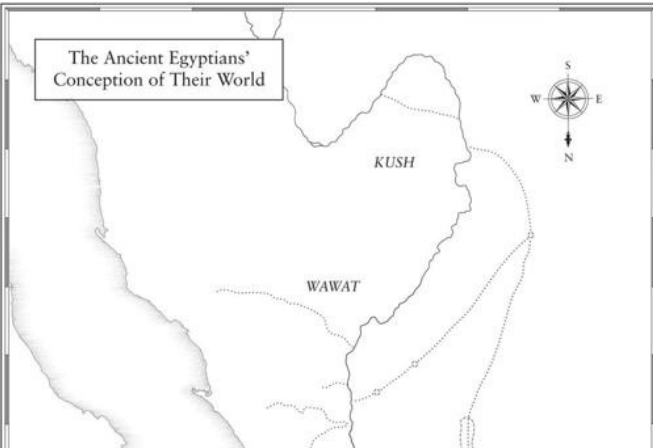 The Ancient Egyptians'
Conception of Their World
S
W E
N
KUSH
WAWAT